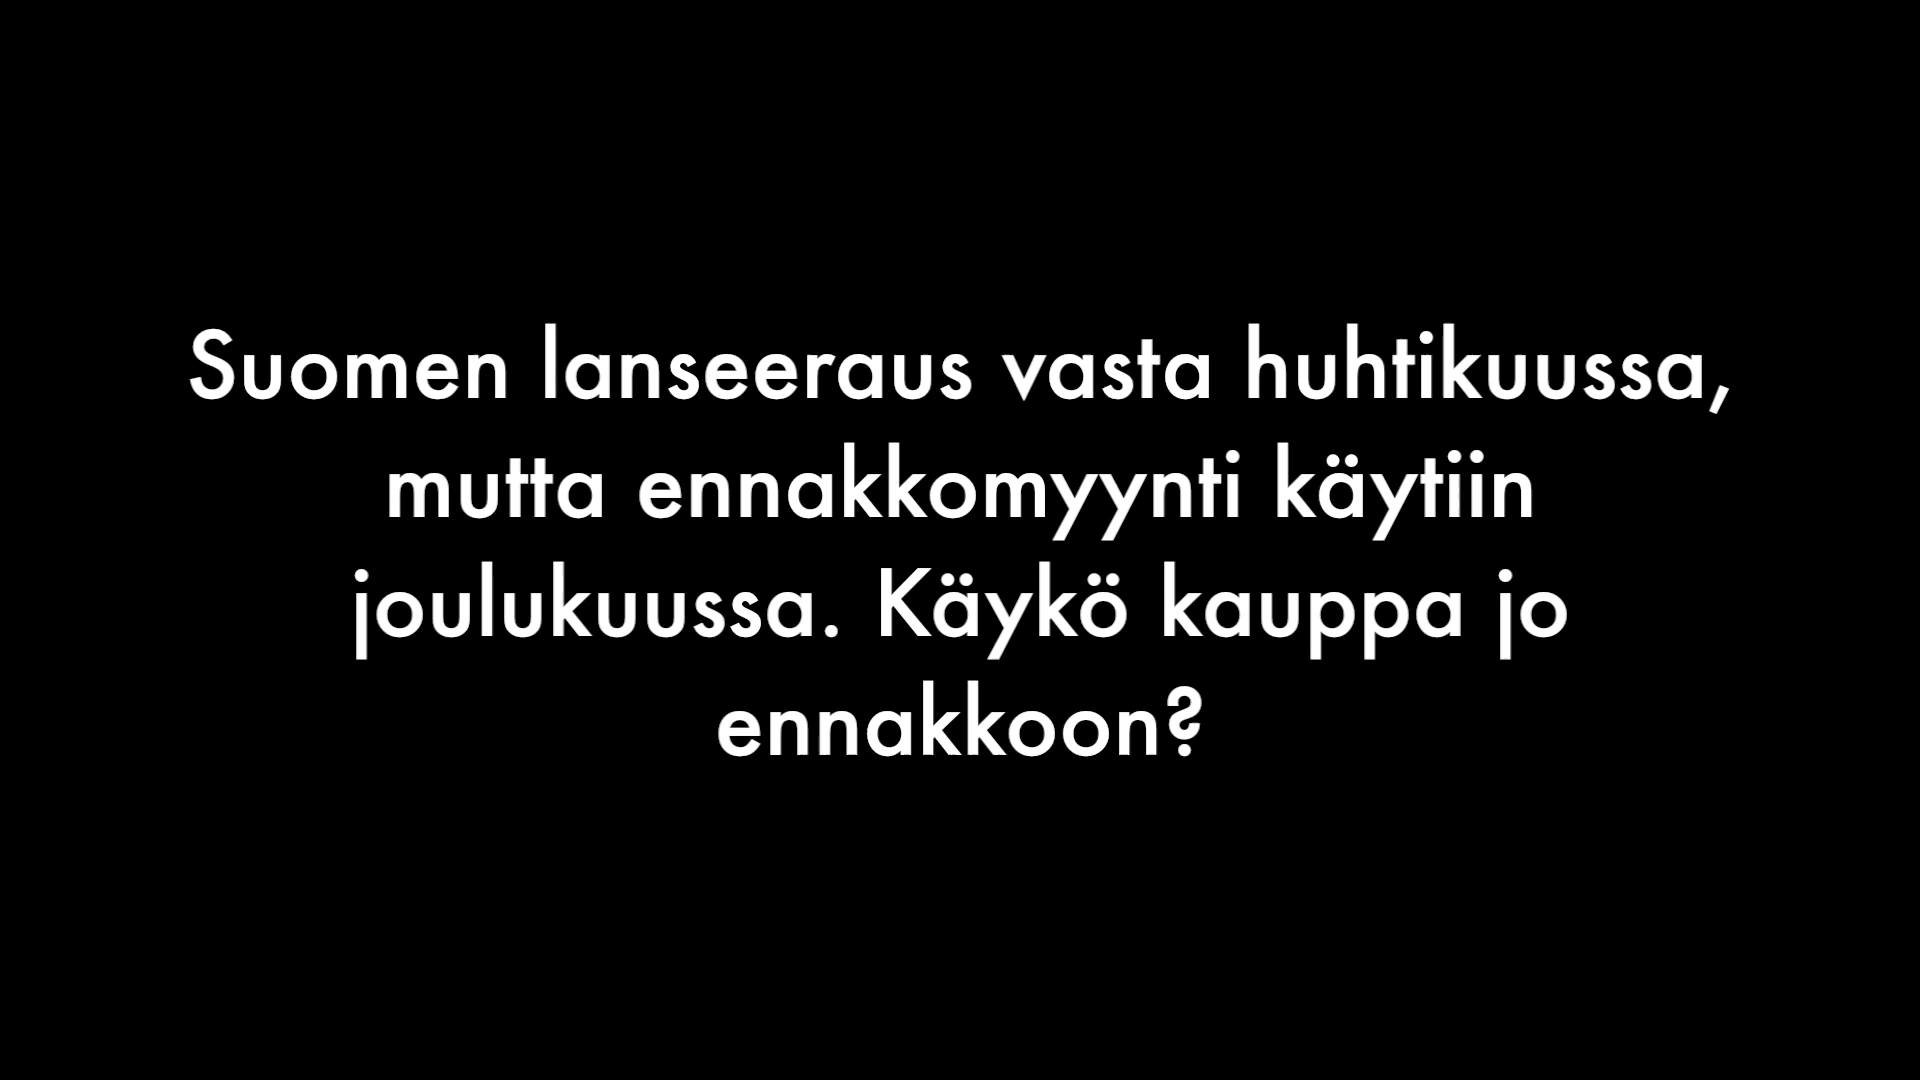 Suomen lanseeraus vasta huhtikuussa,
mutta ennakkomyynti käytiin
joulukuussa. Käykö kauppa jo
ennakkoon?